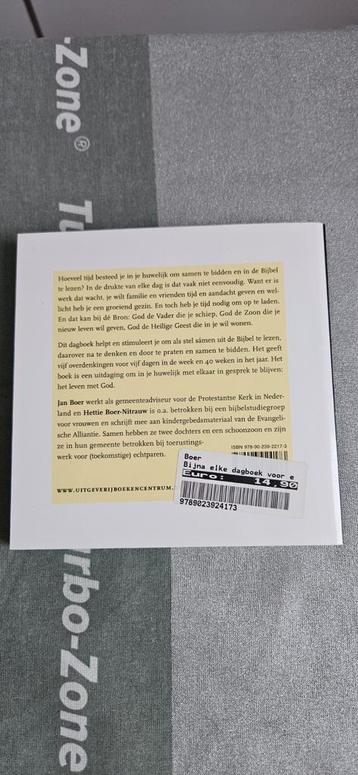 -Zone® Tu
Hoeveel tijd besteed je in je huwelijk om samen te bidden en in de Bijbel
te lezen? In de drukte van elke dag is dat vaak niet eenvoudig. Want er is
werk dat wacht, je wilt familie en vrienden tijd en aandacht geven en wel-
licht heb je een groeiend gezin. En toch heb je tijd nodig om op te laden.
En dat kan bij dé Bron: God de Vader die je schiep, God de Zoon die je
nieuw leven wil geven, God de Heilige Geest die in je wil wonen.
Dit dagboek helpt en stimuleert je om als stel samen uit de Bijbel te lezen,
daarover na te denken en door te praten en samen te bidden. Het geeft
vijf overdenkingen voor vijf dagen in de week en 40 weken in het jaar. Het
boek is een uitdaging om in je huwelijk met elkaar in gesprek te blijven:
het leven met God.
Jan Boer werkt als gemeenteadviseur voor de Protestantse Kerk in Neder-
land en Hettie Boer-Nitrauw is o.a. betrokken bij een bijbelstudiegroep
voor vrouwen en schrijft mee aan kindergebedsmateriaal van de Evangeli-
sche Alliantie. Samen hebben ze twee dochters en een schoonzoon en zijn
ze in hun gemeente betrokken bij toerustings-
werk voor (toekomstige) echtparen.
WWW.UITGEVERIJBOEKENCENTRUM.
ISBN 978-90-239-2217-3
Boer
Bijna elke dagboek voor e
Euro: 14.90
9789023924173
urbo-Zone